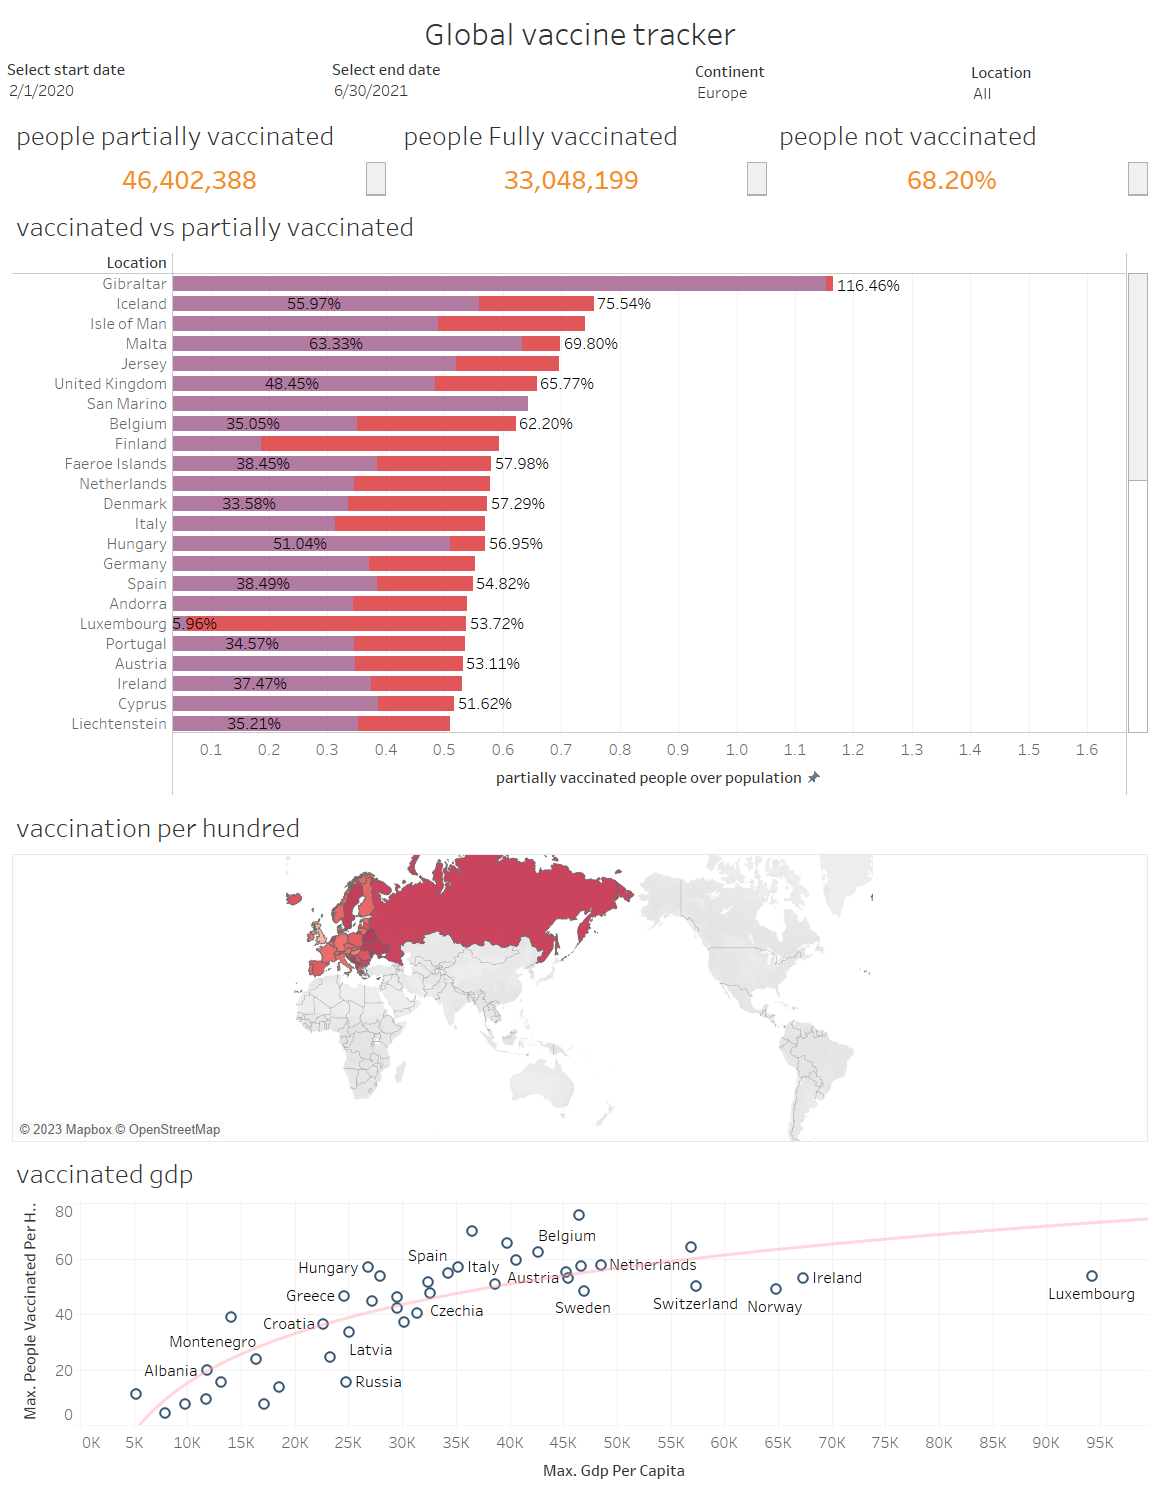 Global vaccine tracker
Select start date
2/1/2020
Select end date
6/30/2021
Continent
Europe
Location
All
people partially vaccinated
46,402,388
people Fully vaccinated
33,048,199
people not vaccinated
68.20%
vaccinated vs partially vaccinated
Location
Gibraltar 116.46%
Iceland 55.97% 75.54%
Isle of Man
Malta 63.33% 69.80%
Jersey
United Kingdom 48.45% 65.77%
San Marino
Belgium 35.05% 62.20%
Finland
Faeroe Islands 38.45% 57.98%
Netherlands
Denmark 33.58% 57.29%
Italy
Hungary 51.04% 56.95%
Germany
Spain 38.49% 54.82%
Andorra
Luxembourg 5.96% 53.72%
Portugal 34.57%
Austria 53.11%
Ireland 37.47%
Cyprus 51.62%
Liechtenstein 35.21%
0.1 0.2 0.3 0.4 0.5 0.6 0.7 0.8 0.9 1.0 1.1 1.2 1.3 1.4 1.5 1.6
partially vaccinated people over population
vaccination per hundred
© 2023 Mapbox © OpenStreetMap
vaccinated gdp
Max. People Vaccinated Per H..
80
60
40
20
0
Belgium
Spain
Hungary
Italy
Netherlands
Austria
Ireland
Greece
Luxembourg
Switzerland
Norway
Sweden
Czechia
Croatia
Montenegro
Latvia
Albania
Russia
0K 5K 10K 15K 20K 25K 30K 35K 40K 45K 50K 55K 60K 65K 70K 75K 80K 85K 90K 95K
Max. Gdp Per Capita